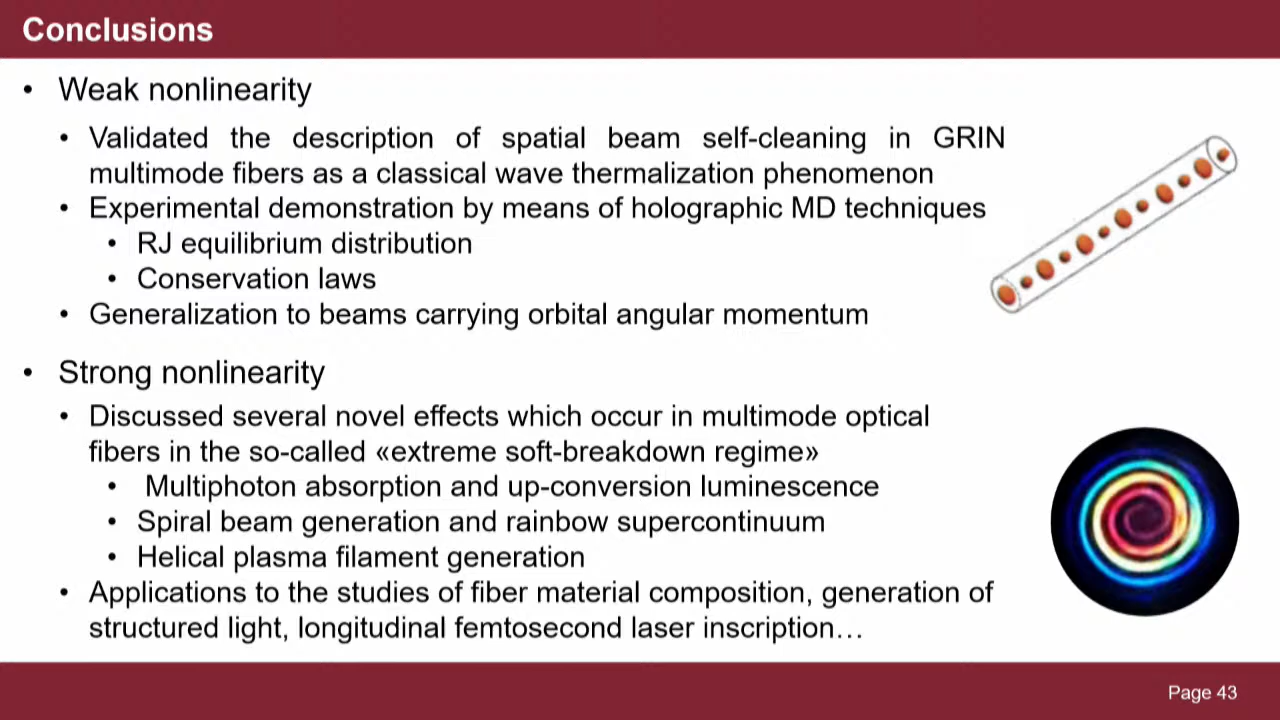 Conclusions
• Weak nonlinearity
• Validated the description of spatial beam self-cleaning in GRIN
multimode fibers as a classical wave thermalization phenomenon
• Experimental demonstration by means of holographic MD techniques
• RJ equilibrium distribution
• Conservation laws
• Generalization to beams carrying orbital angular momentum
• Strong nonlinearity
• Discussed several novel effects which occur in multimode optical
fibers in the so-called «extreme soft-breakdown regime»
• Multiphoton absorption and up-conversion luminescence
• Spiral beam generation and rainbow supercontinuum
• Helical plasma filament generation
• Applications to the studies of fiber material composition, generation of
structured light, longitudinal femtosecond laser inscription…
Page 43